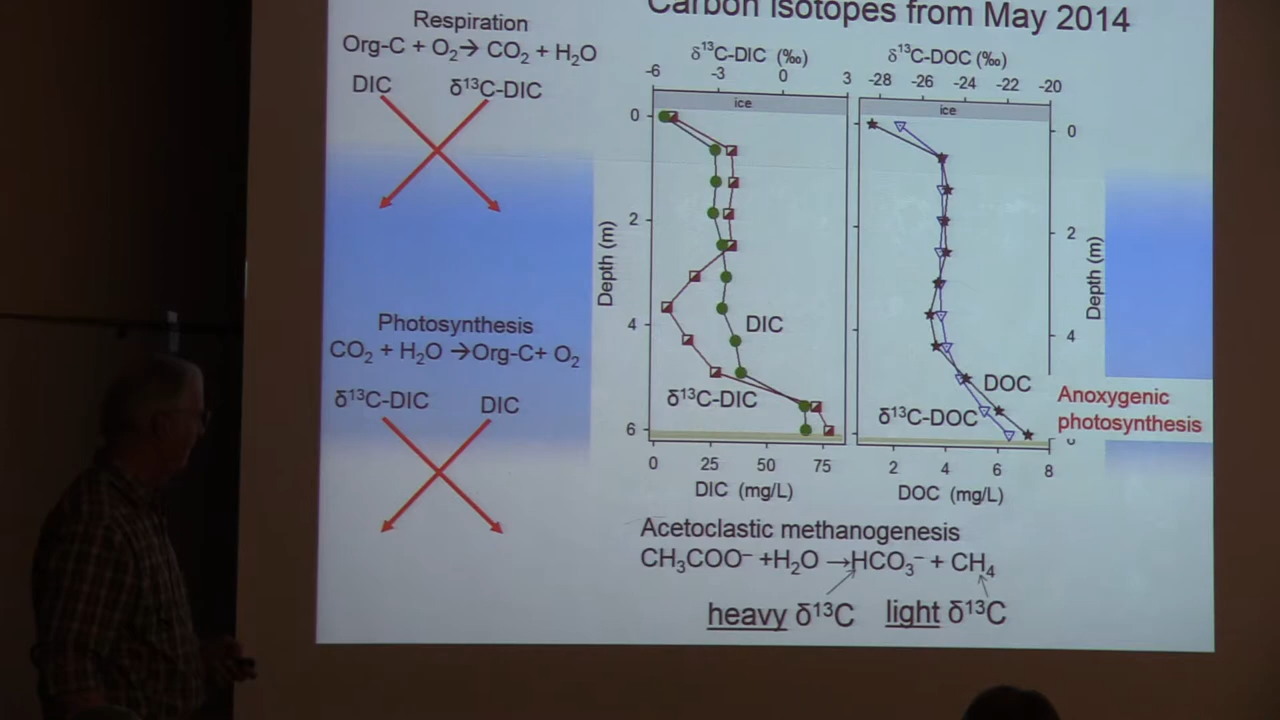 Carbon Isotopes from May 2014
Respiration
Org-C + O₂→ CO₂ + H₂O
DIC δ¹³C-DIC
Photosynthesis
CO₂ + H₂O →Org-C+ O₂
δ¹³C-DIC DIC
δ¹³C-DIC (‰)
-6 -3 0 3
ice
Depth (m)
0
2
4
6
DIC
δ¹³C-DIC
0 25 50 75
DIC (mg/L)
δ¹³C-DOC (‰)
-28 -26 -24 -22 -20
ice
0
2
4
Depth (m)
DOC
δ¹³C-DOC
2 4 6 8
DOC (mg/L)
Anoxygenic
photosynthesis
Acetoclastic methanogenesis
CH₃COO⁻ +H₂O →HCO₃⁻ + CH₄
heavy δ¹³C light δ¹³C